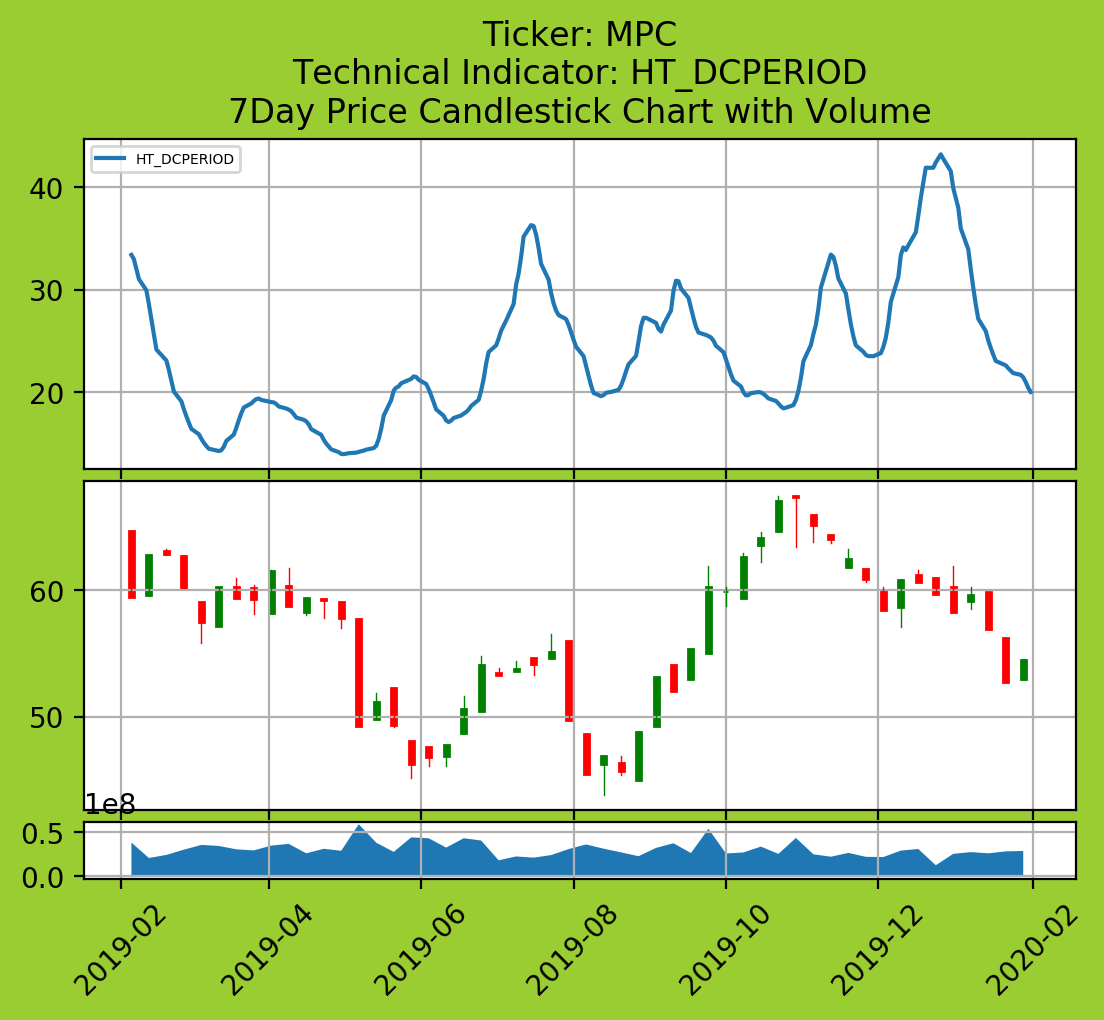 Ticker: MPC
Technical Indicator: HT_DCPERIOD
7Day Price Candlestick Chart with Volume
HT_DCPERIOD
40
30
20
60
50
1e8
0.5
0.0
2019-02 2019-04 2019-06 2019-08 2019-10 2019-12 2020-02